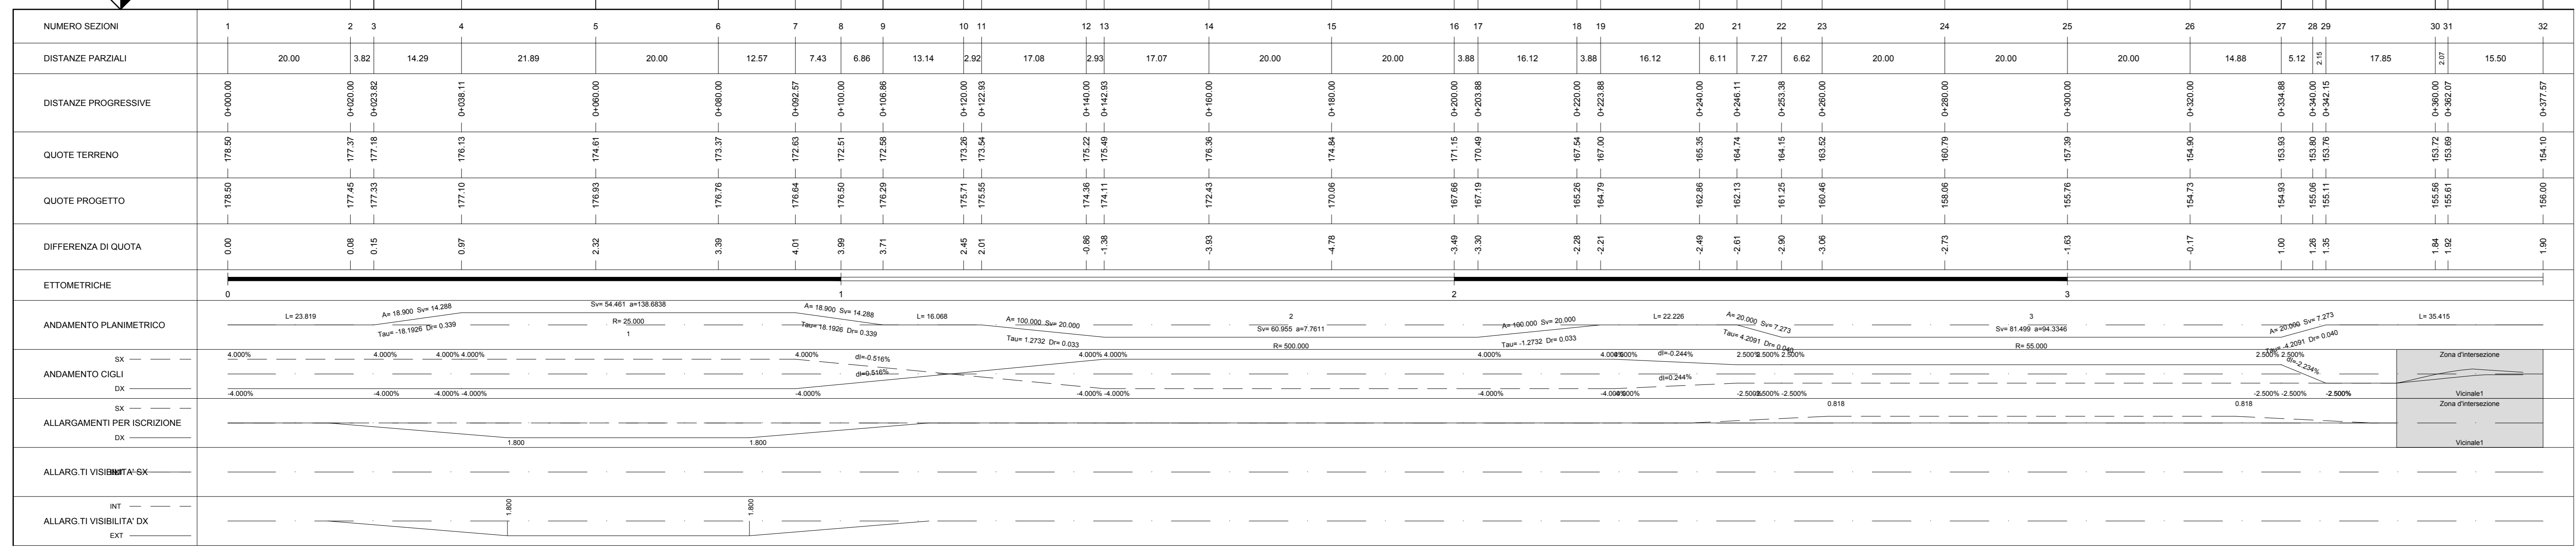 NUMERO SEZIONI 1 2 3 4 5 6 7 8 9 10 11 12 13 14 15 16 17 18 19 20 21 22 23 24 25 26 27 28 29 30 31 32
DISTANZE PARZIALI 20.00 3.82 14.29 21.89 20.00 12.57 7.43 6.86 13.14 2.92 17.08 2.93 17.07 20.00 20.00 3.88 16.12 3.88 16.12 6.11 7.27 6.62 20.00 20.00 20.00 14.88 5.12 2.15 17.85 2.07 15.50
DISTANZE PROGRESSIVE 0+000.00 0+020.00 0+023.82 0+038.11 0+060.00 0+080.00 0+092.57 0+100.00 0+106.86 0+120.00 0+122.93 0+140.00 0+142.93 0+160.00 0+180.00 0+200.00 0+203.88 0+220.00 0+223.88 0+240.00 0+246.11 0+253.38 0+260.00 0+280.00 0+300.00 0+320.00 0+334.88 0+340.00 0+342.15 0+360.00 0+362.07 0+377.57
QUOTE TERRENO 178.50 177.37 177.18 176.13 174.61 173.37 172.63 172.51 172.58 173.26 173.54 175.22 175.49 176.36 174.84 171.15 170.49 167.54 167.00 165.35 164.74 164.15 163.52 160.79 157.39 154.90 153.93 153.80 153.76 153.72 153.69 154.10
QUOTE PROGETTO 178.50 177.45 177.33 177.10 176.93 176.76 176.64 176.50 176.29 175.71 175.55 174.36 174.11 172.43 170.06 167.66 167.19 165.26 164.79 162.86 162.13 161.25 160.46 158.06 155.76 154.73 154.93 155.06 155.11 155.56 155.61 156.00
DIFFERENZA DI QUOTA 0.00 0.08 0.15 0.97 2.32 3.39 4.01 3.99 3.71 2.45 2.01 -0.86 -1.38 -3.93 -4.78 -3.49 -3.30 -2.28 -2.21 -2.49 -2.61 -2.90 -3.06 -2.73 -1.63 -0.17 1.00 1.26 1.35 1.84 1.92 1.90
ETTOMETRICHE
0 1 2 3
ANDAMENTO PLANIMETRICO
L= 23.819
A= 18.900 Sv= 14.288
Tau= -18.1926 Dr= 0.339
Sv= 54.461 a=138.6838
R= 25.000
1
A= 18.900 Sv= 14.288
Tau= 18.1926 Dr= 0.339
L= 16.068
A= 100.000 Sv= 20.000
Tau= 1.2732 Dr= 0.033
2
Sv= 60.955 a=7.7611
R= 500.000
A= 100.000 Sv= 20.000
Tau= -1.2732 Dr= 0.033
L= 22.226
A= 20.000 Sv= 7.273
Tau= 4.2091 Dr= 0.040
3
Sv= 81.499 a=94.3346
R= 55.000
A= 20.000 Sv= 7.273
Tau= -4.2091 Dr= 0.040
L= 35.415
SX
ANDAMENTO CIGLI
DX
4.000% 4.000% 4.000% 4.000% 4.000% 4.000% 4.000% 4.000% 2.500% 2.500% 2.500% 2.500% 2.500%
dI=-0.516%
dI=0.516%
dI=-0.244%
dI=0.244%
dI=-2.234%
-4.000% -4.000% -4.000% -4.000% -4.000% -4.000% -4.000% -4.000% -2.500% -2.500% -2.500% -2.500% -2.500%
Zona d'intersezione
Vicinale1
SX
ALLARGAMENTI PER ISCRIZIONE
DX
1.800 1.800 0.818 0.818
Zona d'intersezione
Vicinale1
ALLARG.TI VISIBILITA' SX
INT
ALLARG.TI VISIBILITA' DX
EXT
1.800 1.800